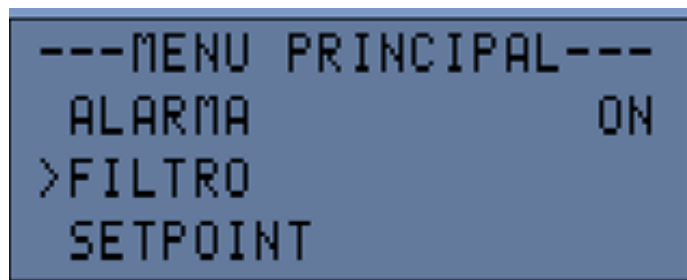 ---MENU PRINCIPAL---
ALARMA ON
>FILTRO
SETPOINT